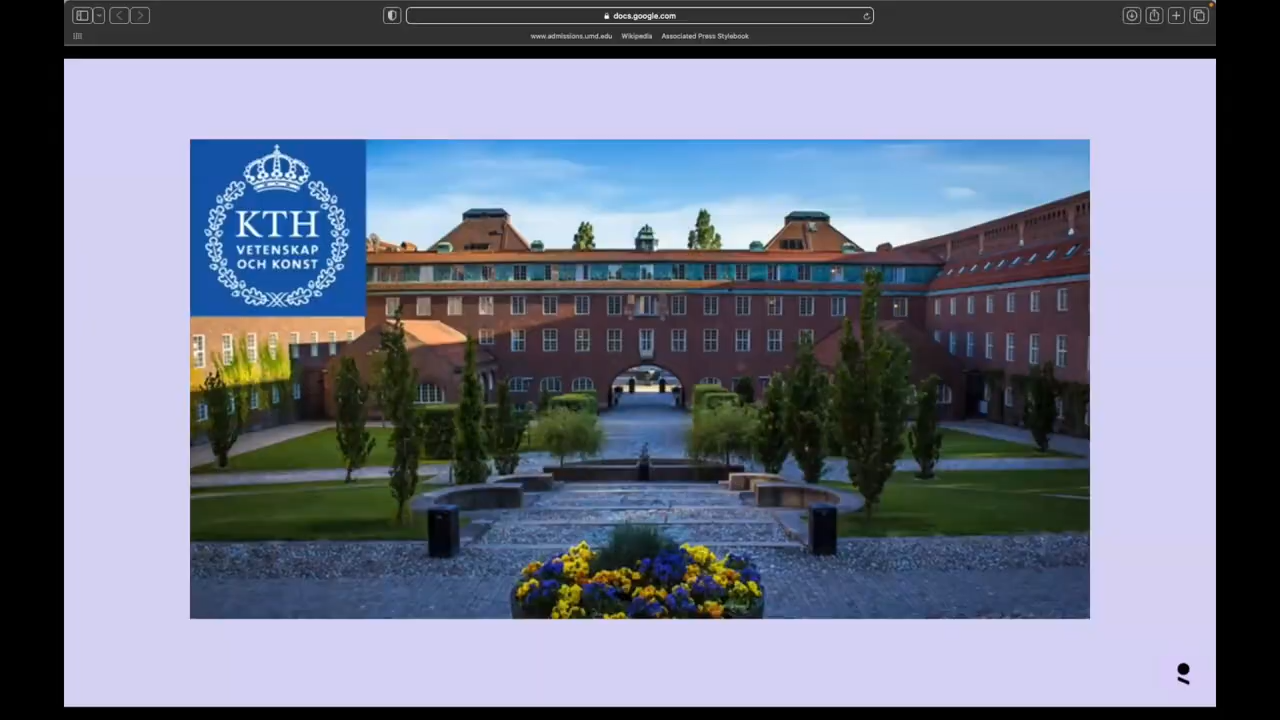 docs.google.com
www.admissions.umd.edu Wikipedia Associated Press Stylebook
KTH
VETENSKAP
OCH KONST